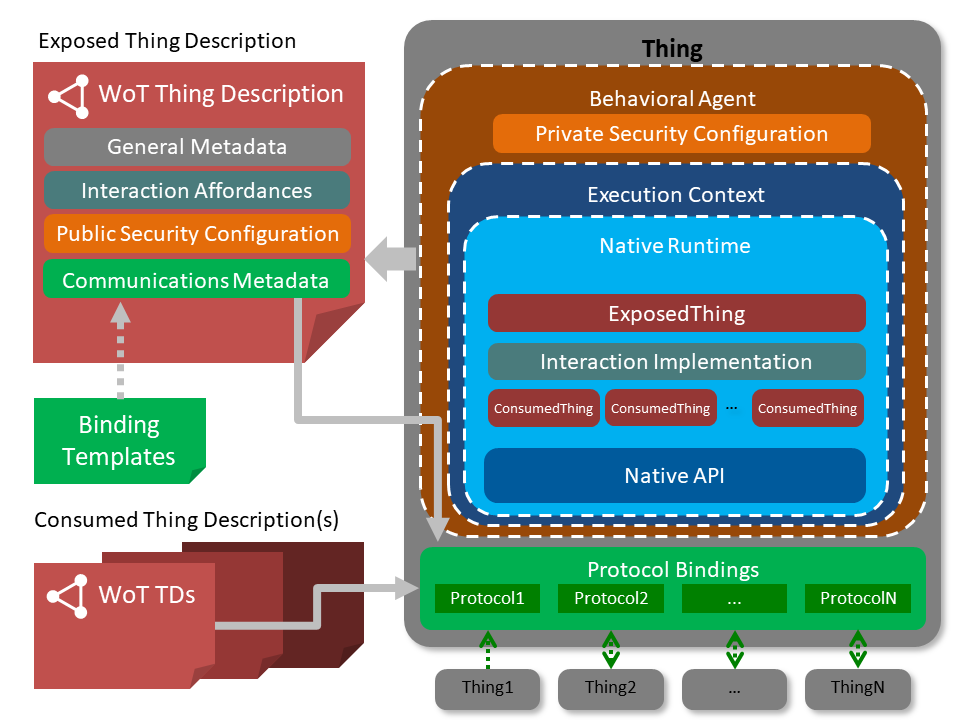 Exposed Thing Description
WoT Thing Description
General Metadata
Interaction Affordances
Public Security Configuration
Communications Metadata
Binding
Templates
Consumed Thing Description(s)
WoT TDs
Thing
Behavioral Agent
Private Security Configuration
Execution Context
Native Runtime
ExposedThing
Interaction Implementation
ConsumedThing ConsumedThing ... ConsumedThing
Native API
Protocol Bindings
Protocol1 Protocol2 ... ProtocolN
Thing1 Thing2 ... ThingN